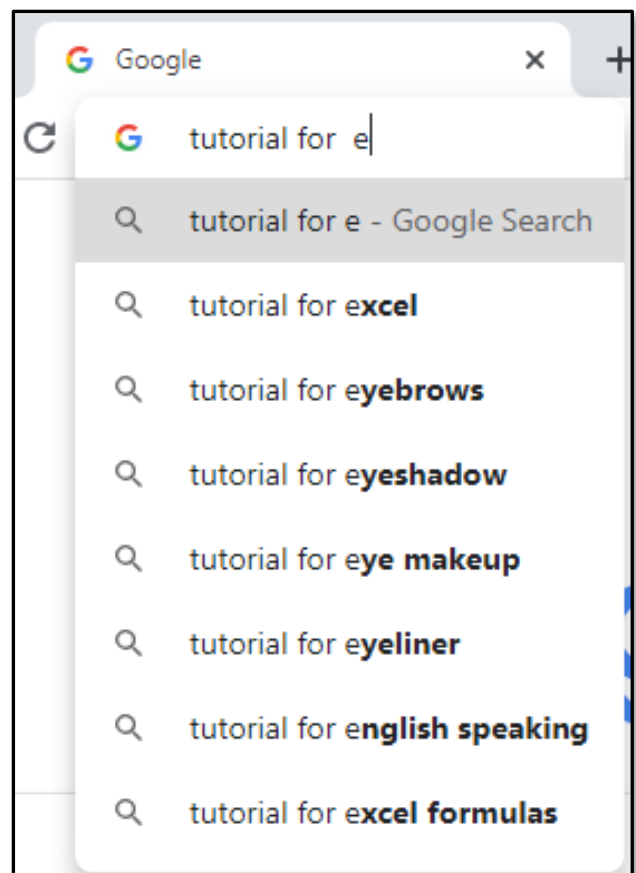 Google
tutorial for  e
tutorial for e - Google Search
tutorial for excel
tutorial for eyebrows
tutorial for eyeshadow
tutorial for eye makeup
tutorial for eyeliner
tutorial for english speaking
tutorial for excel formulas